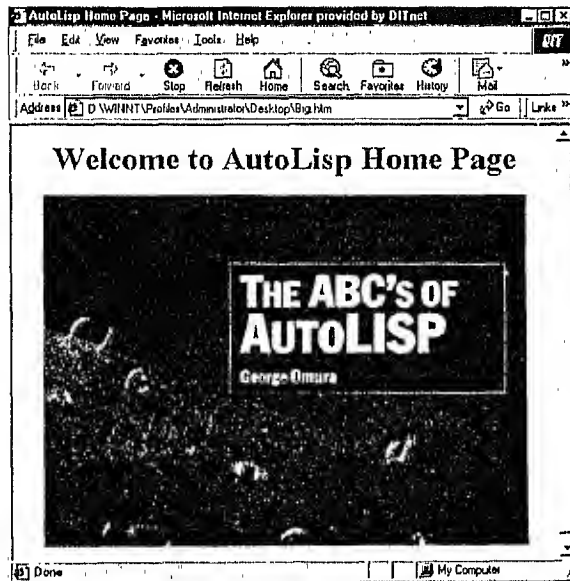 AutoLisp Home Page - Microsoft Internet Explorer provided by DITnet
File Edit View Favorites Tools Help
DIT
Back Forward Stop Refresh Home Search Favorites History Mail »
Address D:\WINNT\Profiles\Administrator\Desktop\Big.htm Go Links »
Welcome to AutoLisp Home Page
THE ABC'S OF
AUTOLISP
George Omura
Done My Computer